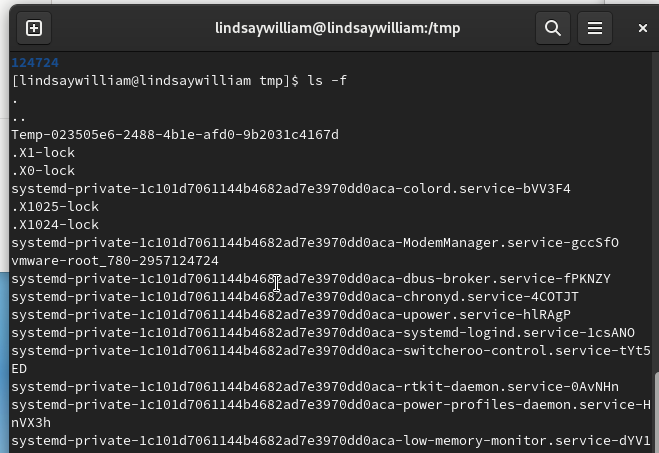 lindsaywilliam@lindsaywilliam:/tmp
124724
[lindsaywilliam@lindsaywilliam tmp]$ ls -f
.
..
Temp-023505e6-2488-4b1e-afd0-9b2031c4167d
.X1-lock
.X0-lock
systemd-private-1c101d7061144b4682ad7e3970dd0aca-colord.service-bVV3F4
.X1025-lock
.X1024-lock
systemd-private-1c101d7061144b4682ad7e3970dd0aca-ModemManager.service-gccSfO
vmware-root_780-2957124724
systemd-private-1c101d7061144b4682ad7e3970dd0aca-dbus-broker.service-fPKNZY
systemd-private-1c101d7061144b4682ad7e3970dd0aca-chronyd.service-4COTJT
systemd-private-1c101d7061144b4682ad7e3970dd0aca-upower.service-hlRAgP
systemd-private-1c101d7061144b4682ad7e3970dd0aca-systemd-logind.service-1csANO
systemd-private-1c101d7061144b4682ad7e3970dd0aca-switcheroo-control.service-tYt5
ED
systemd-private-1c101d7061144b4682ad7e3970dd0aca-rtkit-daemon.service-0AvNHn
systemd-private-1c101d7061144b4682ad7e3970dd0aca-power-profiles-daemon.service-H
nVX3h
systemd-private-1c101d7061144b4682ad7e3970dd0aca-low-memory-monitor.service-dYV1